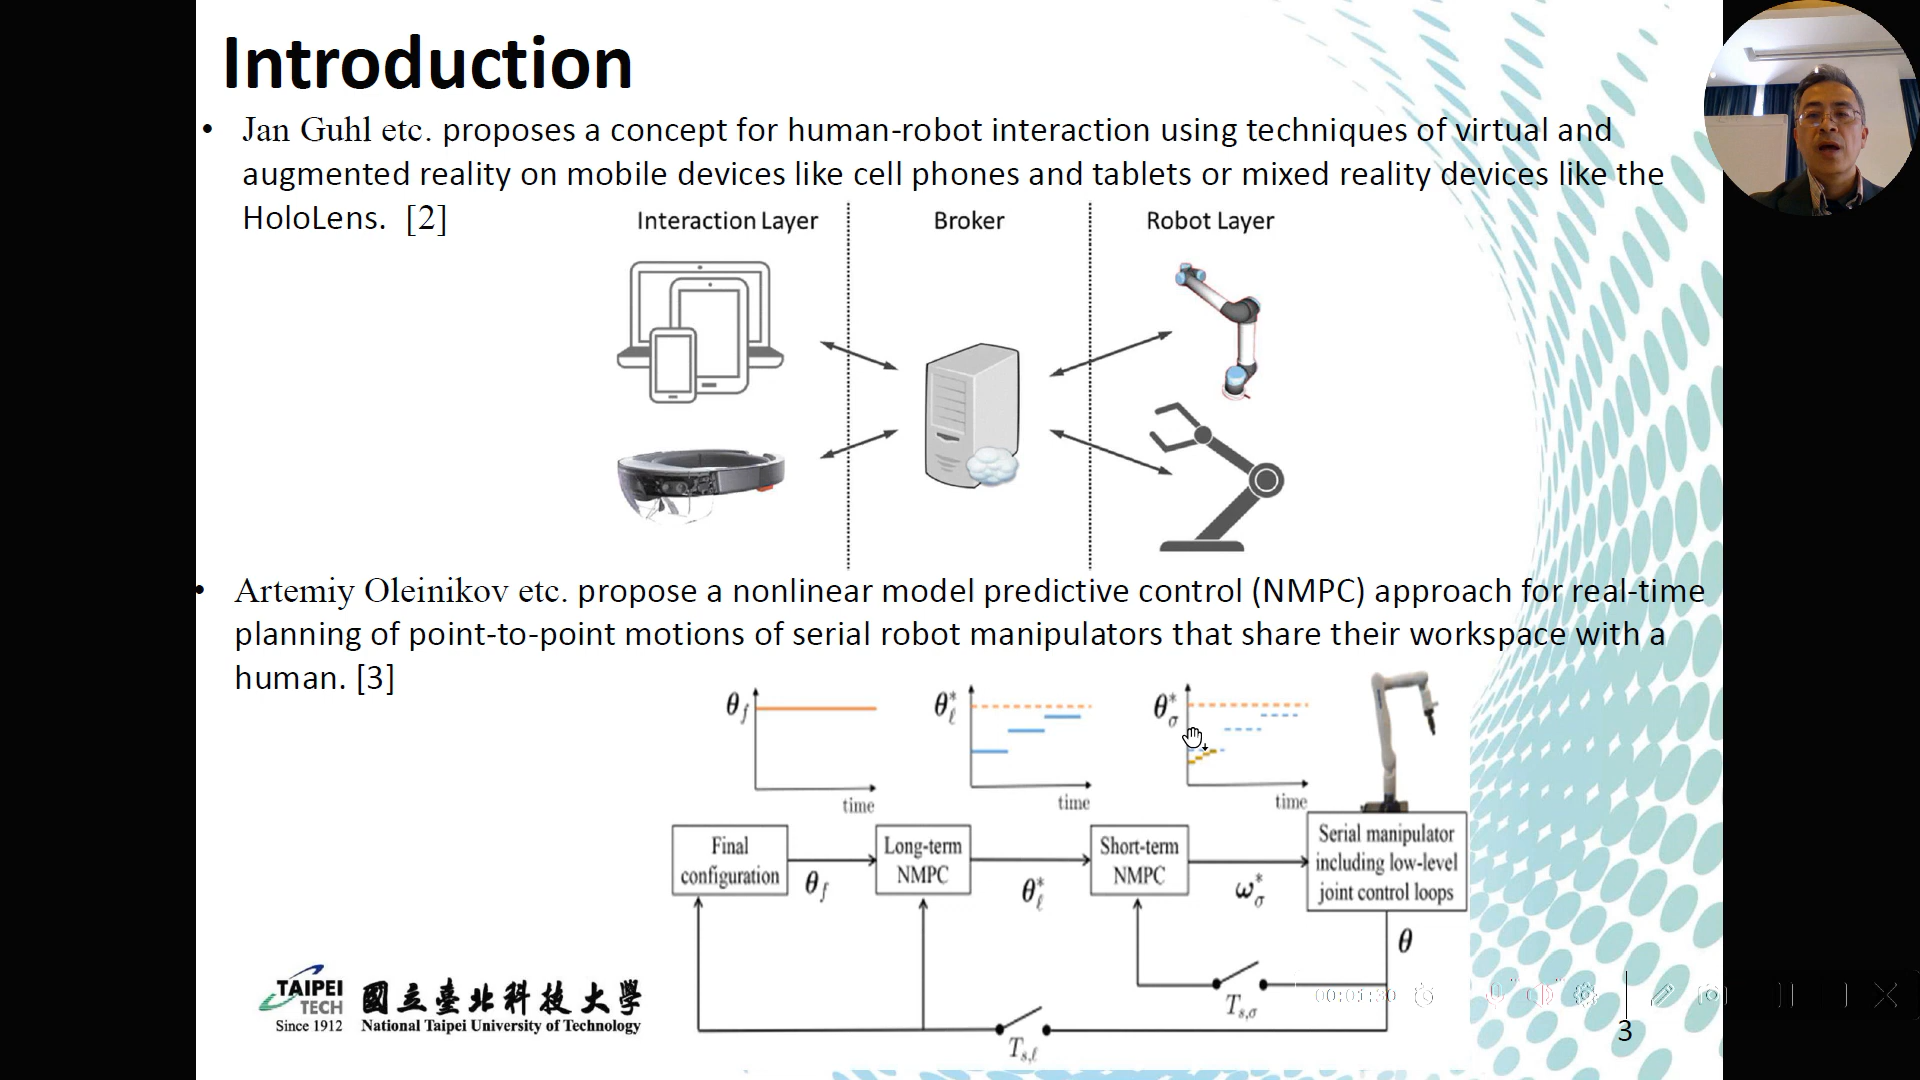 Introduction
• Jan Guhl etc. proposes a concept for human-robot interaction using techniques of virtual and
augmented reality on mobile devices like cell phones and tablets or mixed reality devices like the
HoloLens. [2]
Interaction Layer
Broker
Robot Layer
• Artemiy Oleinikov etc. propose a nonlinear model predictive control (NMPC) approach for real-time
planning of point-to-point motions of serial robot manipulators that share their workspace with a
human. [3]
θf
time
θ*ℓ
time
θ*σ
time
Final
configuration
θf
Long-term
NMPC
θ*ℓ
Short-term
NMPC
ω*σ
Serial manipulator
including low-level
joint control loops
θ
Ts,σ
Ts,ℓ
TAIPEI
TECH
Since 1912
國立臺北科技大學
National Taipei University of Technology
00:01:30
3